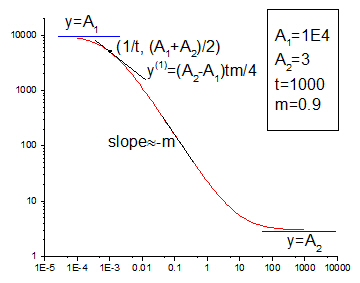 y=A₁
(1/t, (A₁+A₂)/2)
y⁽¹⁾=(A₂-A₁)tm/4
A₁=1E4
A₂=3
t=1000
m=0.9
slope≈-m
y=A₂
10000
1000
100
10
1
1E-5 1E-4 1E-3 0.01 0.1 1 10 100 1000 10000